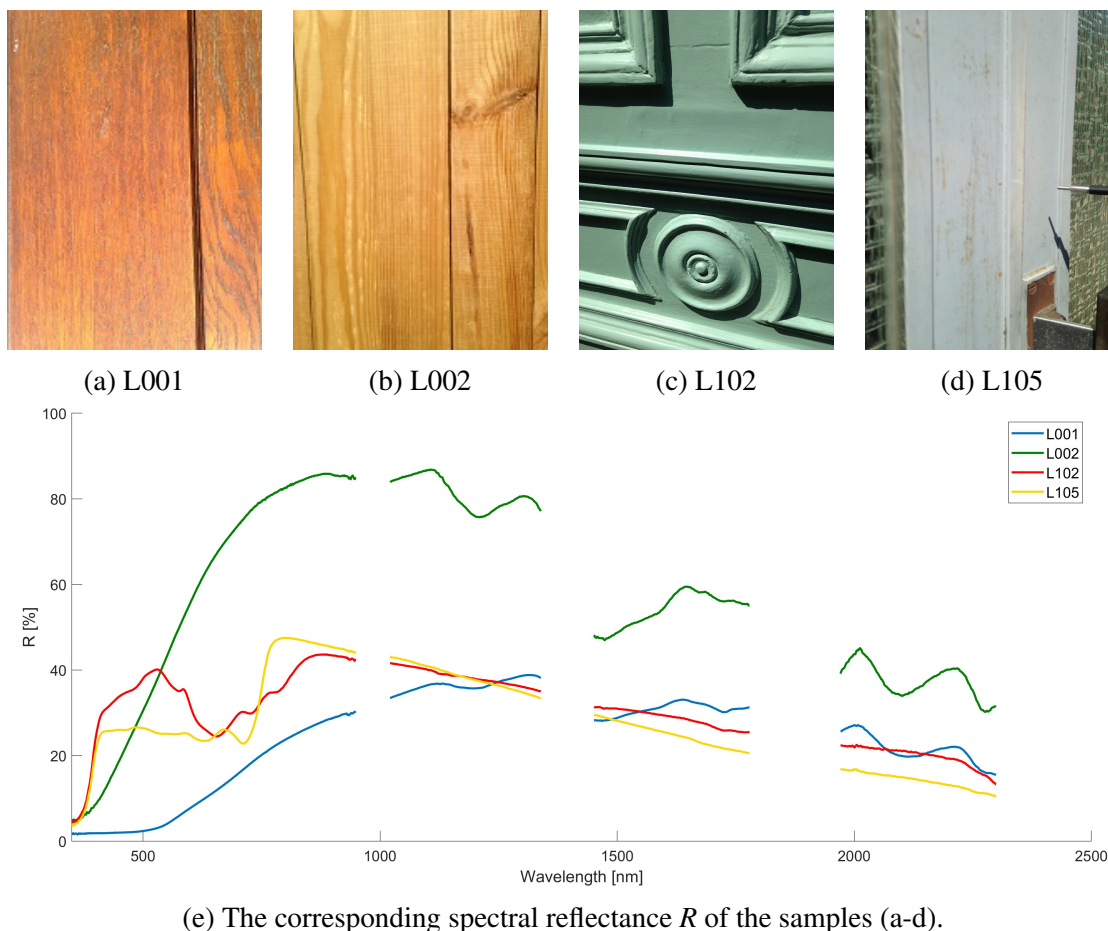 (a) L001
(b) L002
(c) L102
(d) L105
100
80
60
40
20
0
R [%]
500
1000
1500
2000
2500
Wavelength [nm]
L001
L002
L102
L105
(e) The corresponding spectral reflectance R of the samples (a-d).